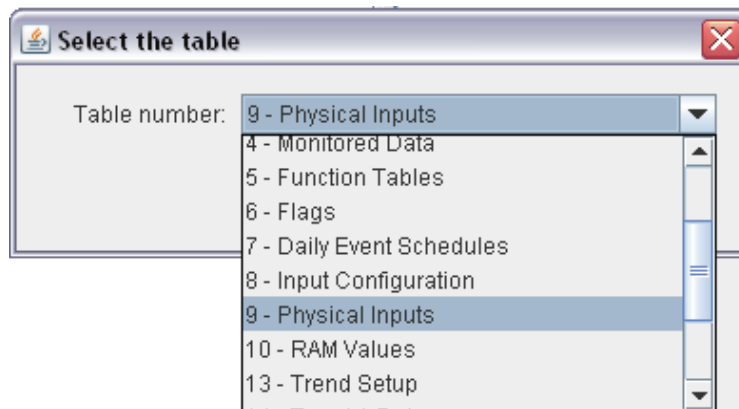 Select the table
Table number: 9 - Physical Inputs
4 - Monitored Data
5 - Function Tables
6 - Flags
7 - Daily Event Schedules
8 - Input Configuration
9 - Physical Inputs
10 - RAM Values
13 - Trend Setup